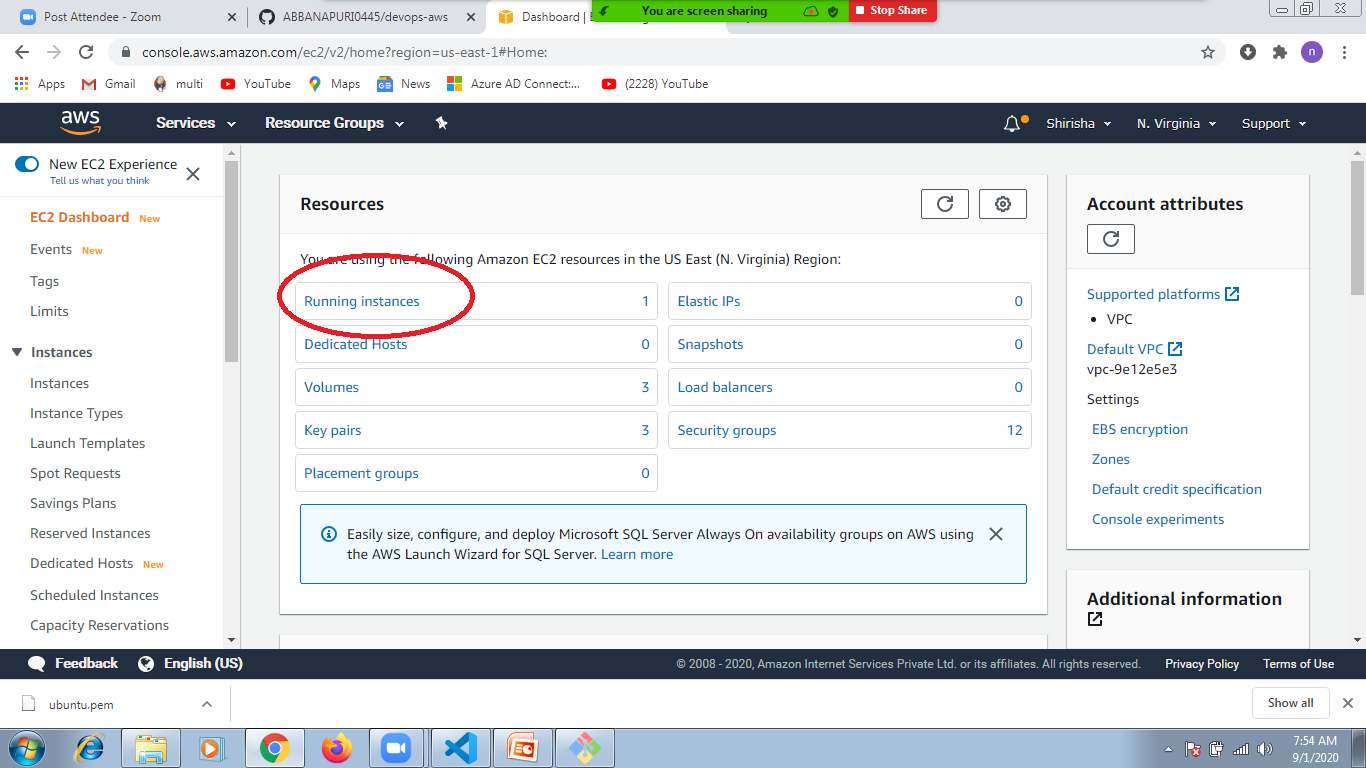 Post Attendee - Zoom
ABBANAPURI0445/devops-aws
Dashboard |
You are screen sharing
Stop Share
console.aws.amazon.com/ec2/v2/home?region=us-east-1#Home:
n
Apps
Gmail
multi
YouTube
Maps
News
Azure AD Connect:...
(2228) YouTube
aws
Services
Resource Groups
Shirisha
N. Virginia
Support
New EC2 Experience
Tell us what you think
EC2 Dashboard New
Events New
Tags
Limits
Instances
Instances
Instance Types
Launch Templates
Spot Requests
Savings Plans
Reserved Instances
Dedicated Hosts New
Scheduled Instances
Capacity Reservations
Resources
You are using the following Amazon EC2 resources in the US East (N. Virginia) Region:
Running instances 1
Elastic IPs 0
Dedicated Hosts 0
Snapshots 0
Volumes 3
Load balancers 0
Key pairs 3
Security groups 12
Placement groups 0
Easily size, configure, and deploy Microsoft SQL Server Always On availability groups on AWS using
the AWS Launch Wizard for SQL Server. Learn more
Account attributes
Supported platforms
VPC
Default VPC
vpc-9e12e5e3
Settings
EBS encryption
Zones
Default credit specification
Console experiments
Additional information
Feedback
English (US)
© 2008 - 2020, Amazon Internet Services Private Ltd. or its affiliates. All rights reserved.
Privacy Policy
Terms of Use
ubuntu.pem
Show all
7:54 AM
9/1/2020